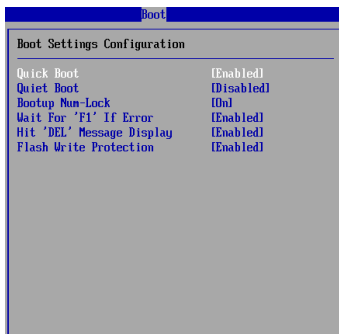 Boot
Boot Settings Configuration
Quick Boot [Enabled]
Quiet Boot [Disabled]
Bootup Num-Lock [On]
Wait For 'F1' If Error [Enabled]
Hit 'DEL' Message Display [Enabled]
Flash Write Protection [Enabled]